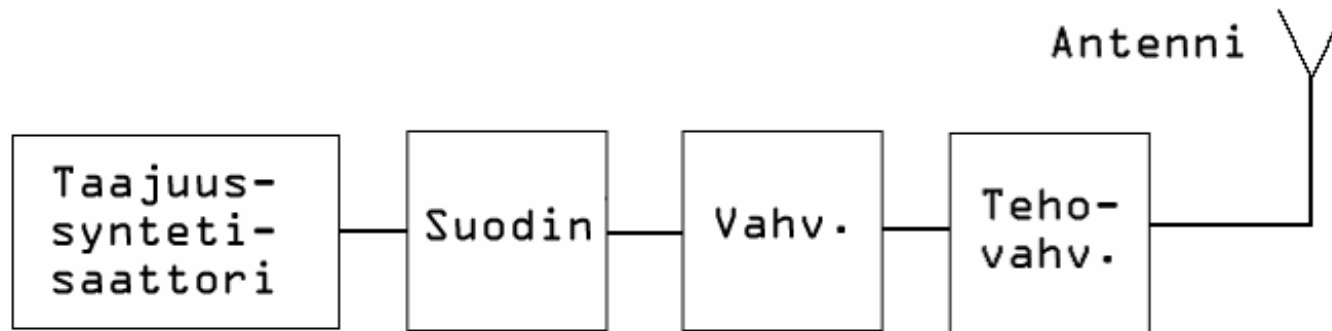 Antenni
Taajuus-
synteti-
saattori
Suodin
Vahv.
Teho-
vahv.